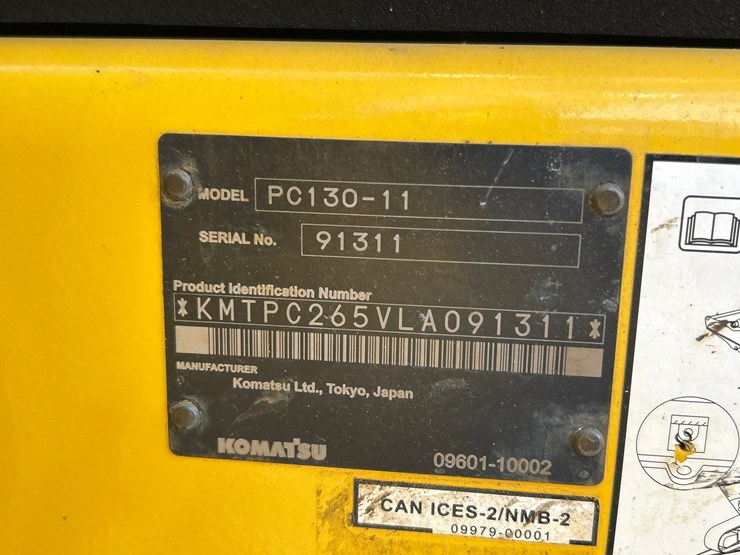 MODEL PC130-11
SERIAL No. 91311
Product Identification Number
*KMTPC265VLA091311*
MANUFACTURER
Komatsu Ltd., Tokyo, Japan
KOMATSU 09601-10002
CAN ICES-2/NMB-2
09979-00001